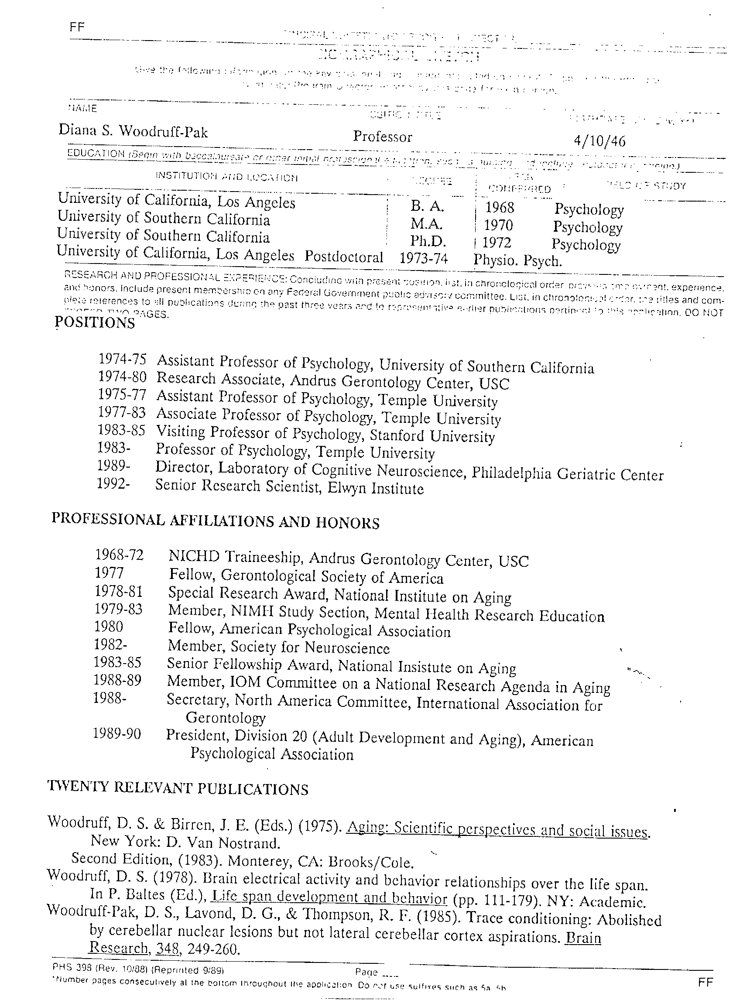 FF
BIOGRAPHICAL SKETCH
Give the following information for the key personnel
NAME
Diana S. Woodruff-Pak
Professor
4/10/46
EDUCATION (Begin with baccalaureate or other initial professional education,
INSTITUTION AND LOCATION
DEGREE
CONFERRED
FIELD OF STUDY
University of California, Los Angeles B. A. 1968 Psychology
University of Southern California M.A. 1970 Psychology
University of Southern California Ph.D. 1972 Psychology
University of California, Los Angeles Postdoctoral 1973-74 Physio. Psych.
RESEARCH AND PROFESSIONAL EXPERIENCE: Concluding with present position, list, in chronological order, previous employment, experience,
and honors. Include present membership on any Federal Government public advisory committee. List, in chronological order, the titles and com-
plete references to all publications during the past three years and to representative earlier publications pertinent to this application. DO NOT
TWO PAGES.
POSITIONS
1974-75 Assistant Professor of Psychology, University of Southern California
1974-80 Research Associate, Andrus Gerontology Center, USC
1975-77 Assistant Professor of Psychology, Temple University
1977-83 Associate Professor of Psychology, Temple University
1983-85 Visiting Professor of Psychology, Stanford University
1983- Professor of Psychology, Temple University
1989- Director, Laboratory of Cognitive Neuroscience, Philadelphia Geriatric Center
1992- Senior Research Scientist, Elwyn Institute
PROFESSIONAL AFFILIATIONS AND HONORS
1968-72 NICHD Traineeship, Andrus Gerontology Center, USC
1977 Fellow, Gerontological Society of America
1978-81 Special Research Award, National Institute on Aging
1979-83 Member, NIMH Study Section, Mental Health Research Education
1980 Fellow, American Psychological Association
1982- Member, Society for Neuroscience
1983-85 Senior Fellowship Award, National Insistute on Aging
1988-89 Member, IOM Committee on a National Research Agenda in Aging
1988- Secretary, North America Committee, International Association for
Gerontology
1989-90 President, Division 20 (Adult Development and Aging), American
Psychological Association
TWENTY RELEVANT PUBLICATIONS
Woodruff, D. S. & Birren, J. E. (Eds.) (1975). Aging: Scientific perspectives and social issues.
New York: D. Van Nostrand.
Second Edition, (1983). Monterey, CA: Brooks/Cole.
Woodruff, D. S. (1978). Brain electrical activity and behavior relationships over the life span.
In P. Baltes (Ed.), Life span development and behavior (pp. 111-179). NY: Academic.
Woodruff-Pak, D. S., Lavond, D. G., & Thompson, R. F. (1985). Trace conditioning: Abolished
by cerebellar nuclear lesions but not lateral cerebellar cortex aspirations. Brain
Research, 348, 249-260.
PHS 398 (Rev. 10/88) (Reprinted 9/89) Page
*Number pages consecutively at the bottom throughout the application. Do not use suffixes such as 5a, 5b. FF